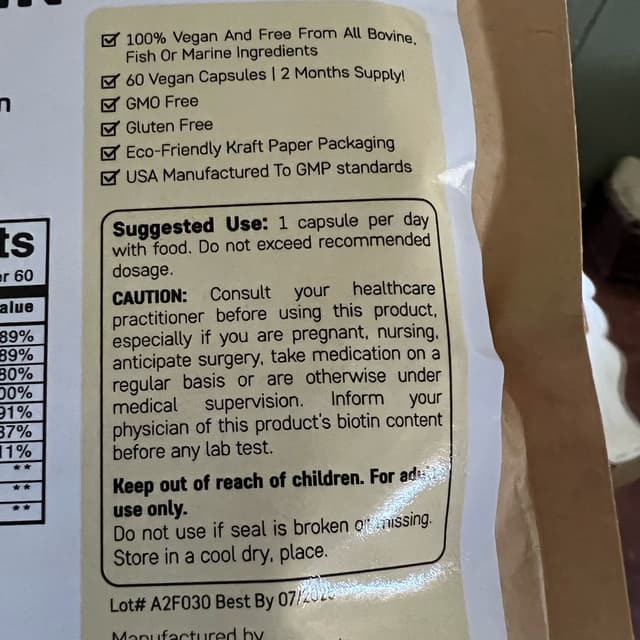 100% Vegan And Free From All Bovine,
Fish Or Marine Ingredients
60 Vegan Capsules | 2 Months Supply!
GMO Free
Gluten Free
Eco-Friendly Kraft Paper Packaging
USA Manufactured To GMP standards
ts
er 60
alue
89%
89%
80%
00%
91%
37%
11%
**
**
**
Suggested Use: 1 capsule per day
with food. Do not exceed recommended
dosage.
CAUTION: Consult your healthcare
practitioner before using this product,
especially if you are pregnant, nursing,
anticipate surgery, take medication on a
regular basis or are otherwise under
medical supervision. Inform your
physician of this product's biotin content
before any lab test.
Keep out of reach of children. For adult
use only.
Do not use if seal is broken or missing.
Store in a cool dry, place.
Lot# A2F030 Best By 07/
Manufactured by